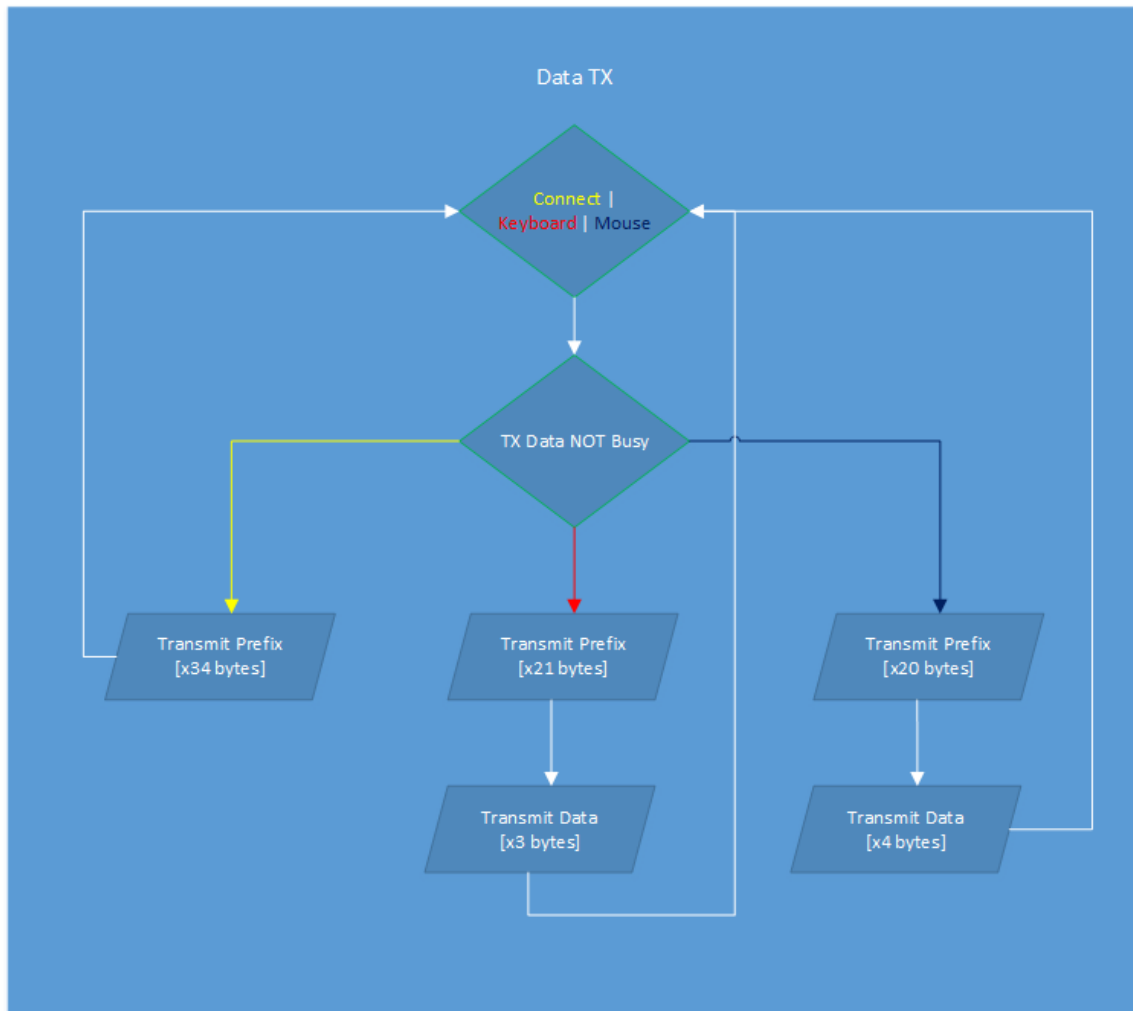 Data TX
Connect |
Keyboard | Mouse
TX Data NOT Busy
Transmit Prefix
[x34 bytes]
Transmit Prefix
[x21 bytes]
Transmit Prefix
[x20 bytes]
Transmit Data
[x3 bytes]
Transmit Data
[x4 bytes]